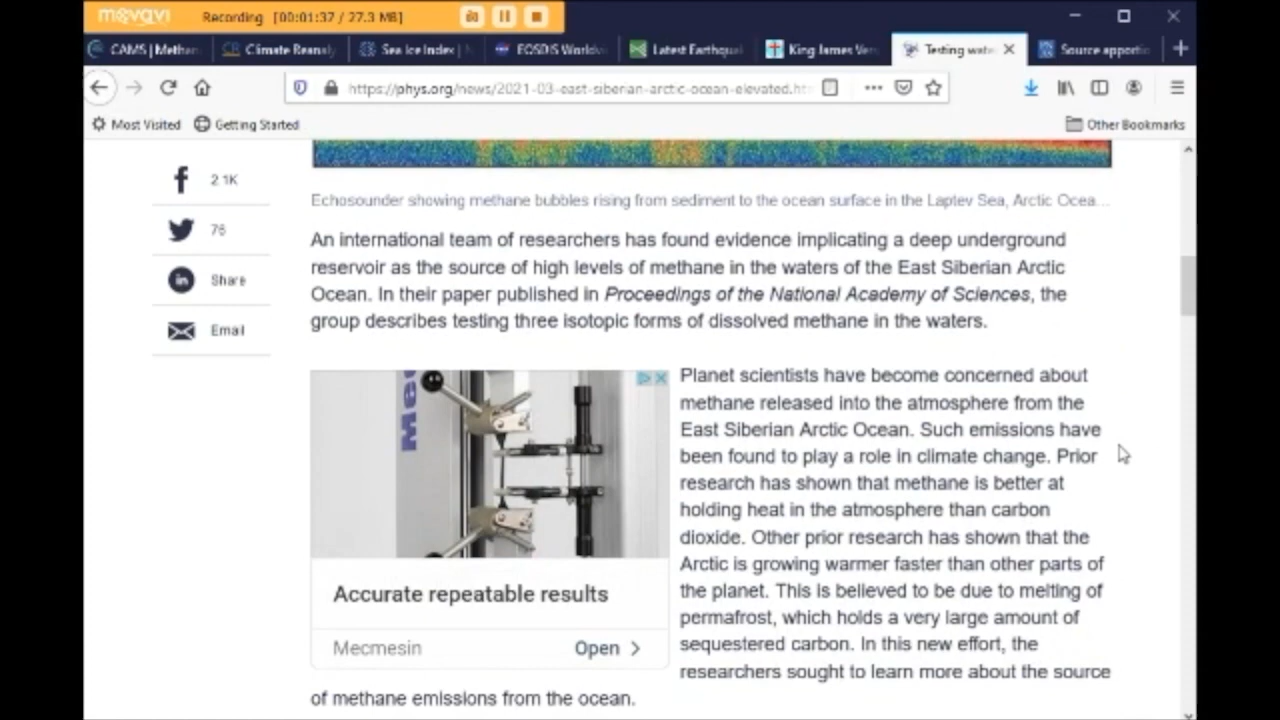 movavi Recording [00:01:37 / 27.3 MB]
CAMS | Methan
Climate Reanaly
Sea Ice Index |
EOSDIS Worldvi
Latest Earthqual
King James Ver
Testing wate
Source apportio
https://phys.org/news/2021-03-east-siberian-arctic-ocean-elevated.ht
Most Visited Getting Started Other Bookmarks
2.1K
76
Share
Email
Echosounder showing methane bubbles rising from sediment to the ocean surface in the Laptev Sea, Arctic Ocea...
An international team of researchers has found evidence implicating a deep underground
reservoir as the source of high levels of methane in the waters of the East Siberian Arctic
Ocean. In their paper published in Proceedings of the National Academy of Sciences, the
group describes testing three isotopic forms of dissolved methane in the waters.
Accurate repeatable results
Mecmesin Open
Planet scientists have become concerned about
methane released into the atmosphere from the
East Siberian Arctic Ocean. Such emissions have
been found to play a role in climate change. Prior
research has shown that methane is better at
holding heat in the atmosphere than carbon
dioxide. Other prior research has shown that the
Arctic is growing warmer faster than other parts of
the planet. This is believed to be due to melting of
permafrost, which holds a very large amount of
sequestered carbon. In this new effort, the
researchers sought to learn more about the source
of methane emissions from the ocean.